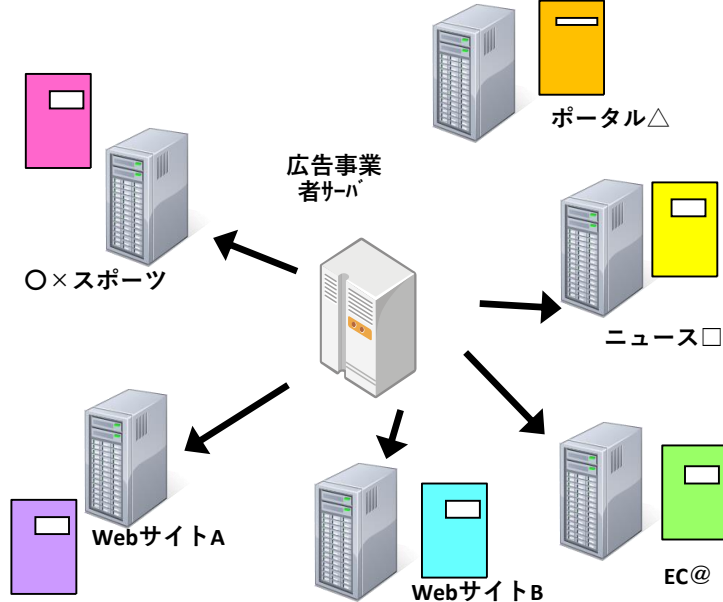 ポータル△
広告事業
者ｻｰﾊﾞ
〇×スポーツ
ニュース□
WebサイトA
EC@
WebサイトB